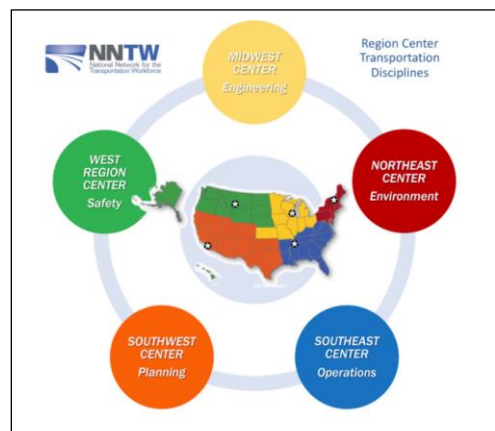 NNTW
National Network for the
Transportation Workforce
MIDWEST
CENTER
Engineering
Region Center
Transportation
Disciplines
WEST
REGION
CENTER
Safety
NORTHEAST
CENTER
Environment
SOUTHWEST
CENTER
Planning
SOUTHEAST
CENTER
Operations